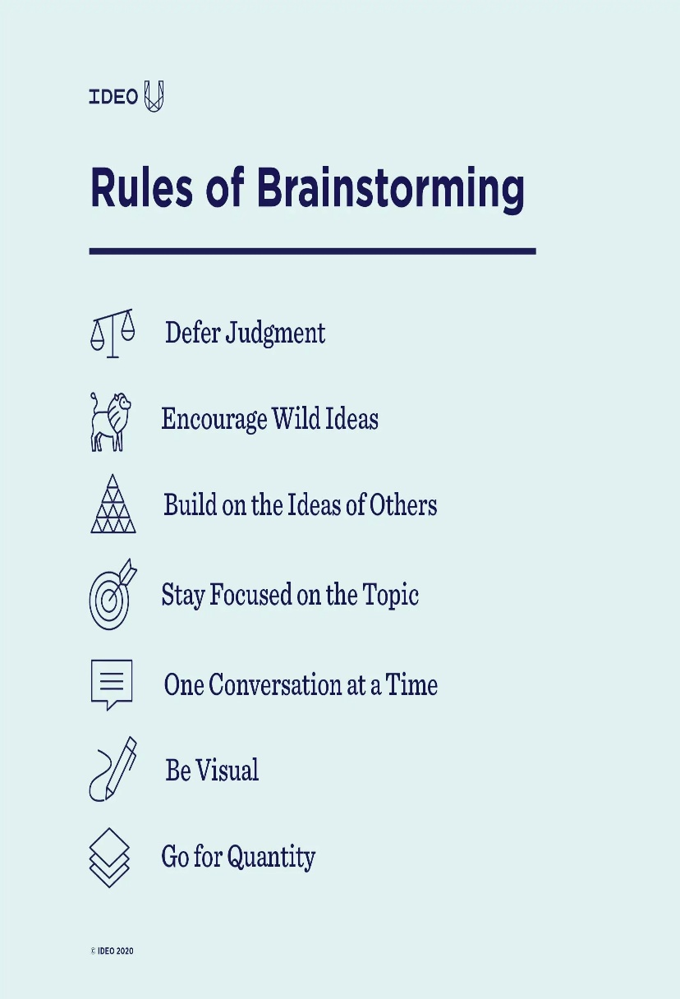 IDEO U
Rules of Brainstorming
Defer Judgment
Encourage Wild Ideas
Build on the Ideas of Others
Stay Focused on the Topic
One Conversation at a Time
Be Visual
Go for Quantity
© IDEO 2020